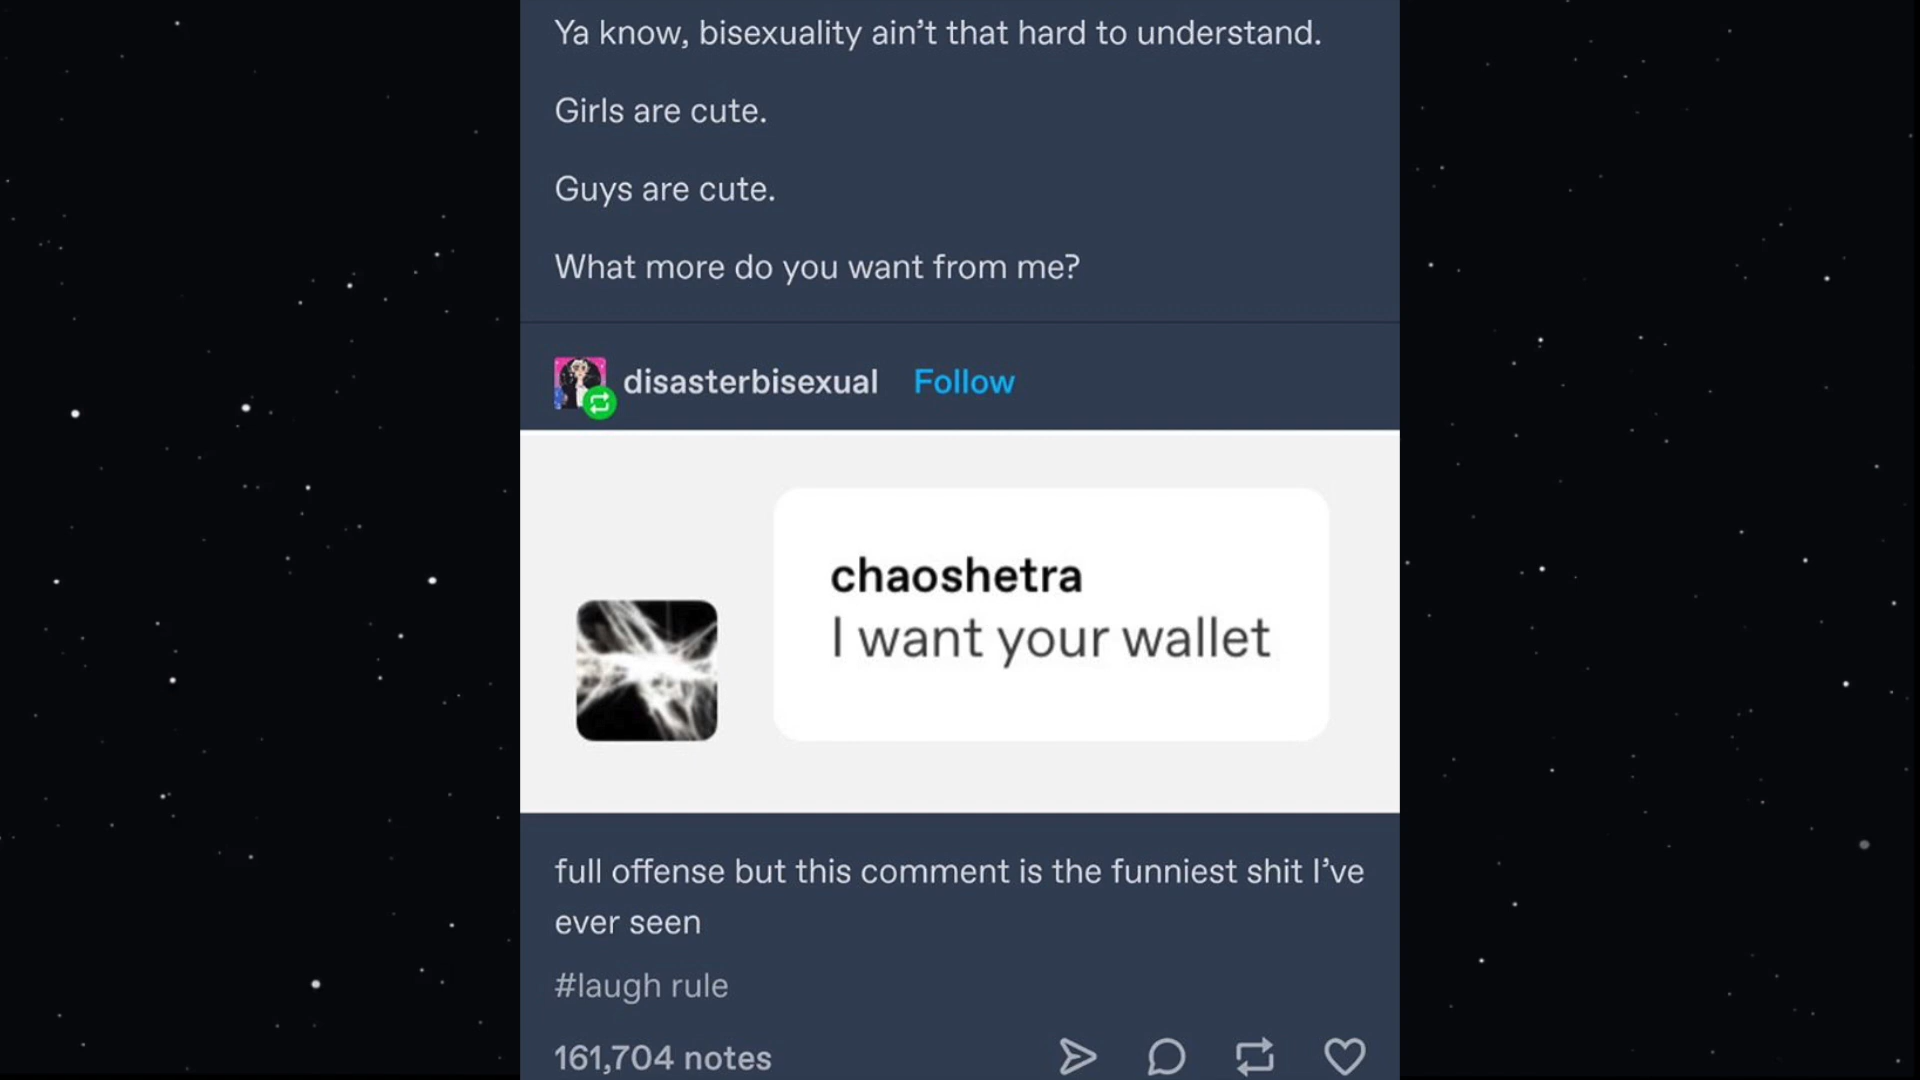 Ya know, bisexuality ain’t that hard to understand.
Girls are cute.
Guys are cute.
What more do you want from me?
disasterbisexual Follow
chaoshetra
I want your wallet
full offense but this comment is the funniest shit I’ve
ever seen
#laugh rule
161,704 notes